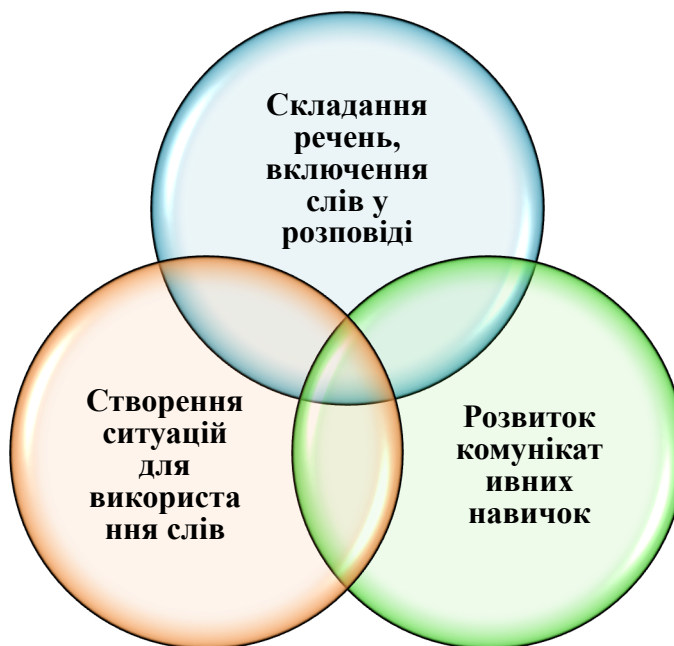 Складання
речень,
включення
слів у
розповіді
Створення
ситуацій
для
використа
ння слів
Розвиток
комунікат
ивних
навичок